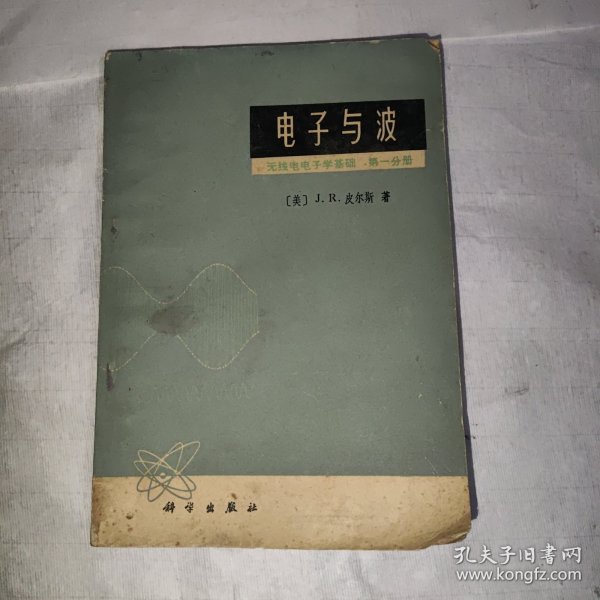 电子与波
无线电电子学基础·第一分册
〔美〕 J. R. 皮尔斯 著
科学出版社
孔夫子旧书网
www.kongfz.com